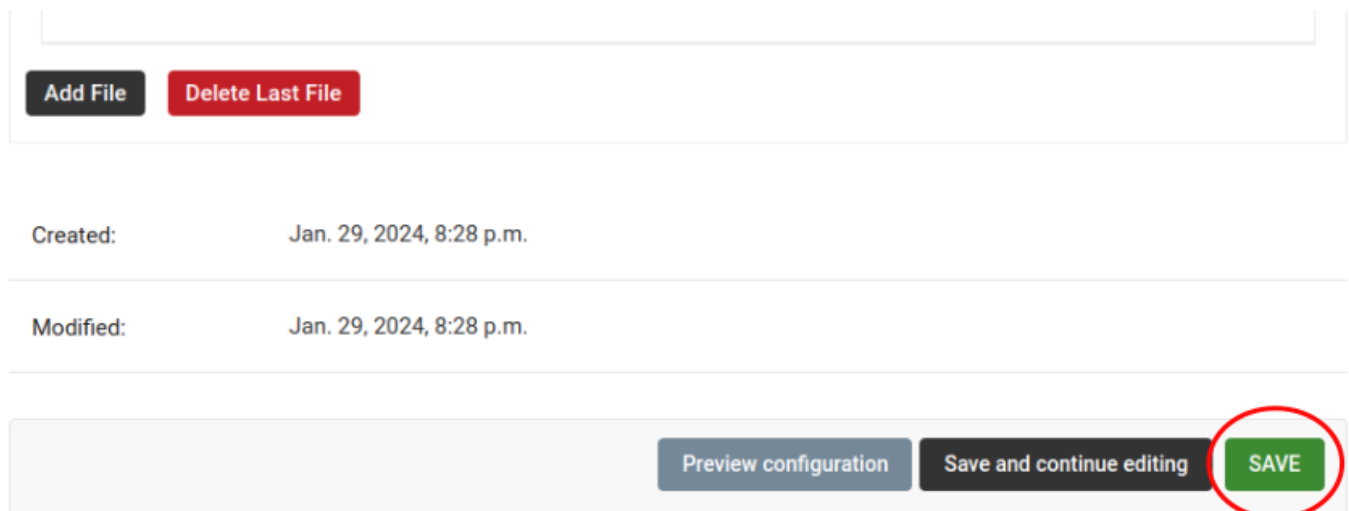 Add File Delete Last File
Created: Jan. 29, 2024, 8:28 p.m.
Modified: Jan. 29, 2024, 8:28 p.m.
Preview configuration Save and continue editing SAVE